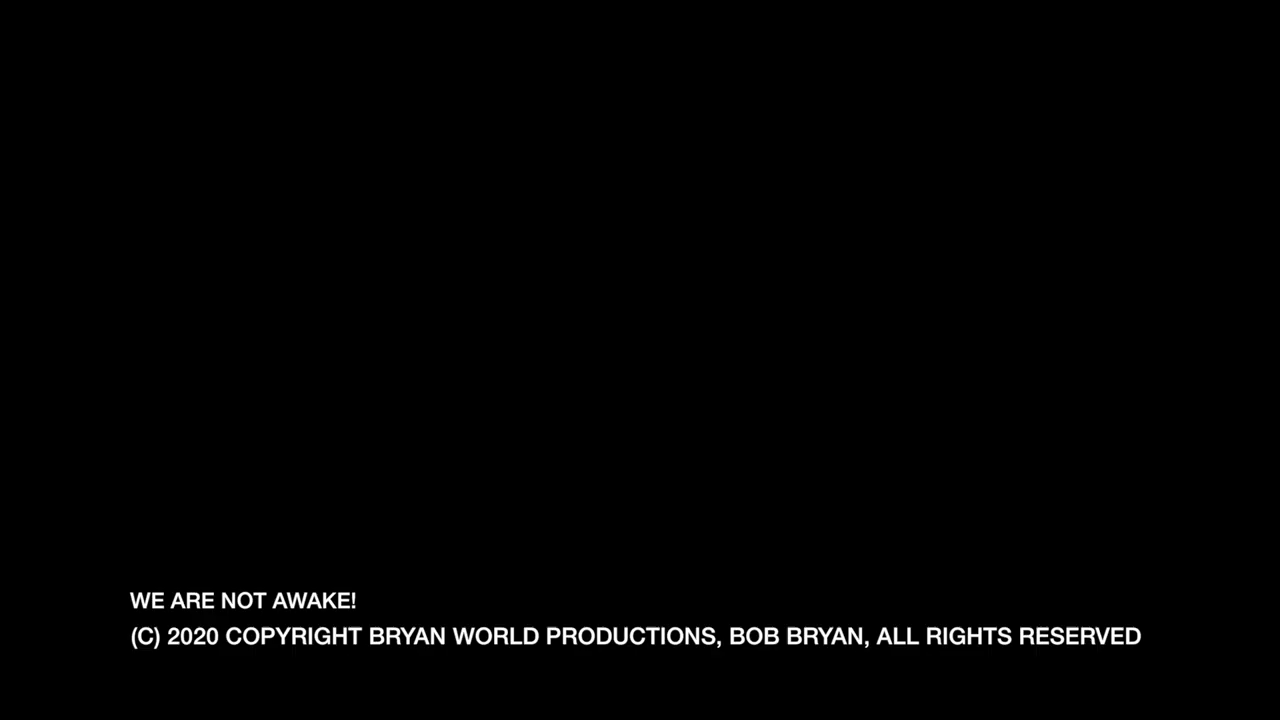 WE ARE NOT AWAKE!
(C) 2020 COPYRIGHT BRYAN WORLD PRODUCTIONS, BOB BRYAN, ALL RIGHTS RESERVED